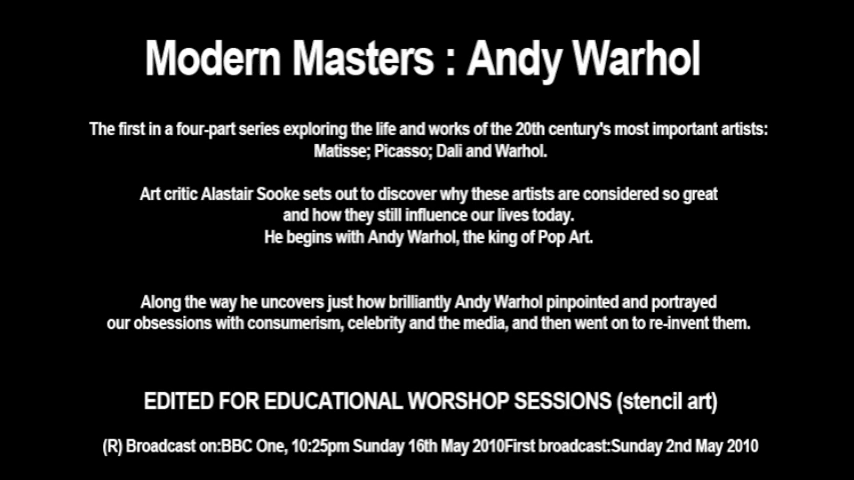 Modern Masters : Andy Warhol
The first in a four-part series exploring the life and works of the 20th century's most important artists:
Matisse; Picasso; Dali and Warhol.
Art critic Alastair Sooke sets out to discover why these artists are considered so great
and how they still influence our lives today.
He begins with Andy Warhol, the king of Pop Art.
Along the way he uncovers just how brilliantly Andy Warhol pinpointed and portrayed
our obsessions with consumerism, celebrity and the media, and then went on to re-invent them.
EDITED FOR EDUCATIONAL WORSHOP SESSIONS (stencil art)
(R) Broadcast on:BBC One, 10:25pm Sunday 16th May 2010First broadcast:Sunday 2nd May 2010